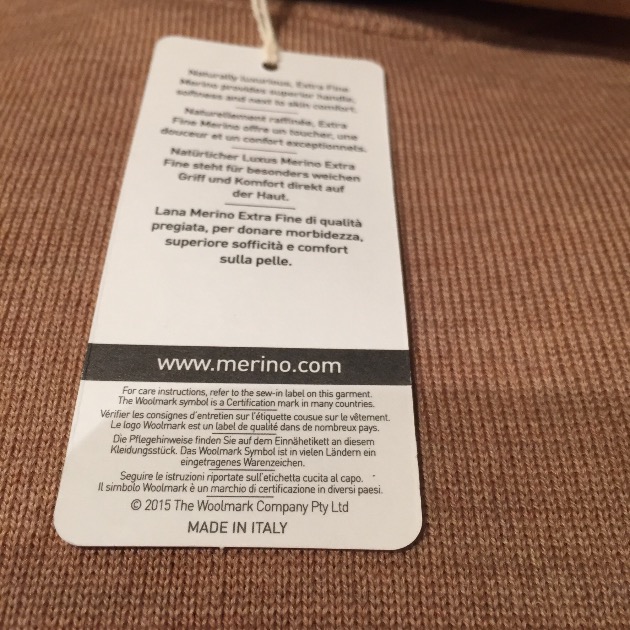 Naturally luxurious, Extra Fine
Merino provides superior handle,
softness and next to skin comfort.
Naturellement raffinée, Extra
Fine Merino offre un toucher, une
douceur et un confort exceptionnels.
Natürlicher Luxus Merino Extra
Fine steht für besonders weichen
Griff und Komfort direkt auf
der Haut.
Lana Merino Extra Fine di qualità
pregiata, per donare morbidezza,
superiore sofficità e comfort
sulla pelle.
www.merino.com
For care instructions, refer to the sew-in label on this garment.
The Woolmark symbol is a Certification mark in many countries.
Vérifier les consignes d'entretien sur l'étiquette cousue sur le vêtement.
Le logo Woolmark est un label de qualité dans de nombreux pays.
Die Pflegehinweise finden Sie auf dem Einnähetikett an diesem
Kleidungsstück. Das Woolmark Symbol ist in vielen Ländern ein
eingetragenes Warenzeichen.
Seguire le istruzioni riportate sull'etichetta cucita al capo.
Il simbolo Woolmark è un marchio di certificazione in diversi paesi.
© 2015 The Woolmark Company Pty Ltd
MADE IN ITALY